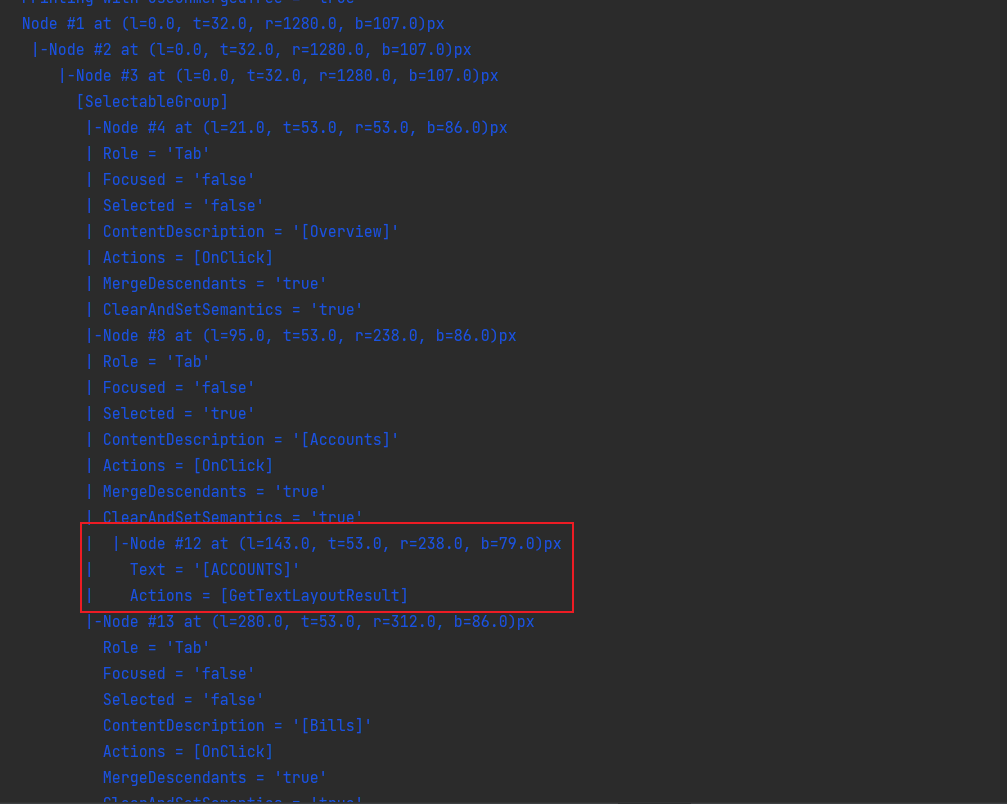 Printing with useUnmergedTree = 'true'
Node #1 at (l=0.0, t=32.0, r=1280.0, b=107.0)px
|-Node #2 at (l=0.0, t=32.0, r=1280.0, b=107.0)px
|-Node #3 at (l=0.0, t=32.0, r=1280.0, b=107.0)px
[SelectableGroup]
|-Node #4 at (l=21.0, t=53.0, r=53.0, b=86.0)px
| Role = 'Tab'
| Focused = 'false'
| Selected = 'false'
| ContentDescription = '[Overview]'
| Actions = [OnClick]
| MergeDescendants = 'true'
| ClearAndSetSemantics = 'true'
|-Node #8 at (l=95.0, t=53.0, r=238.0, b=86.0)px
| Role = 'Tab'
| Focused = 'false'
| Selected = 'true'
| ContentDescription = '[Accounts]'
| Actions = [OnClick]
| MergeDescendants = 'true'
| ClearAndSetSemantics = 'true'
|  |-Node #12 at (l=143.0, t=53.0, r=238.0, b=79.0)px
|    Text = '[ACCOUNTS]'
|    Actions = [GetTextLayoutResult]
|-Node #13 at (l=280.0, t=53.0, r=312.0, b=86.0)px
Role = 'Tab'
Focused = 'false'
Selected = 'false'
ContentDescription = '[Bills]'
Actions = [OnClick]
MergeDescendants = 'true'
ClearAndSetSemantics = 'true'